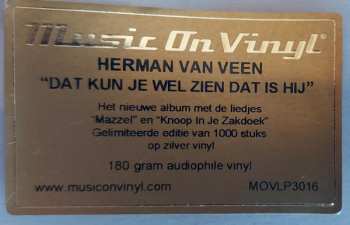 Music On Vinyl®
HERMAN VAN VEEN
"DAT KUN JE WEL ZIEN DAT IS HIJ"
Het nieuwe album met de liedjes
"Mazzel" en "Knoop In Je Zakdoek"
Gelimiteerde editie van 1000 stuks
op zilver vinyl
180 gram audiophile vinyl
www.musiconvinyl.com MOVLP3016